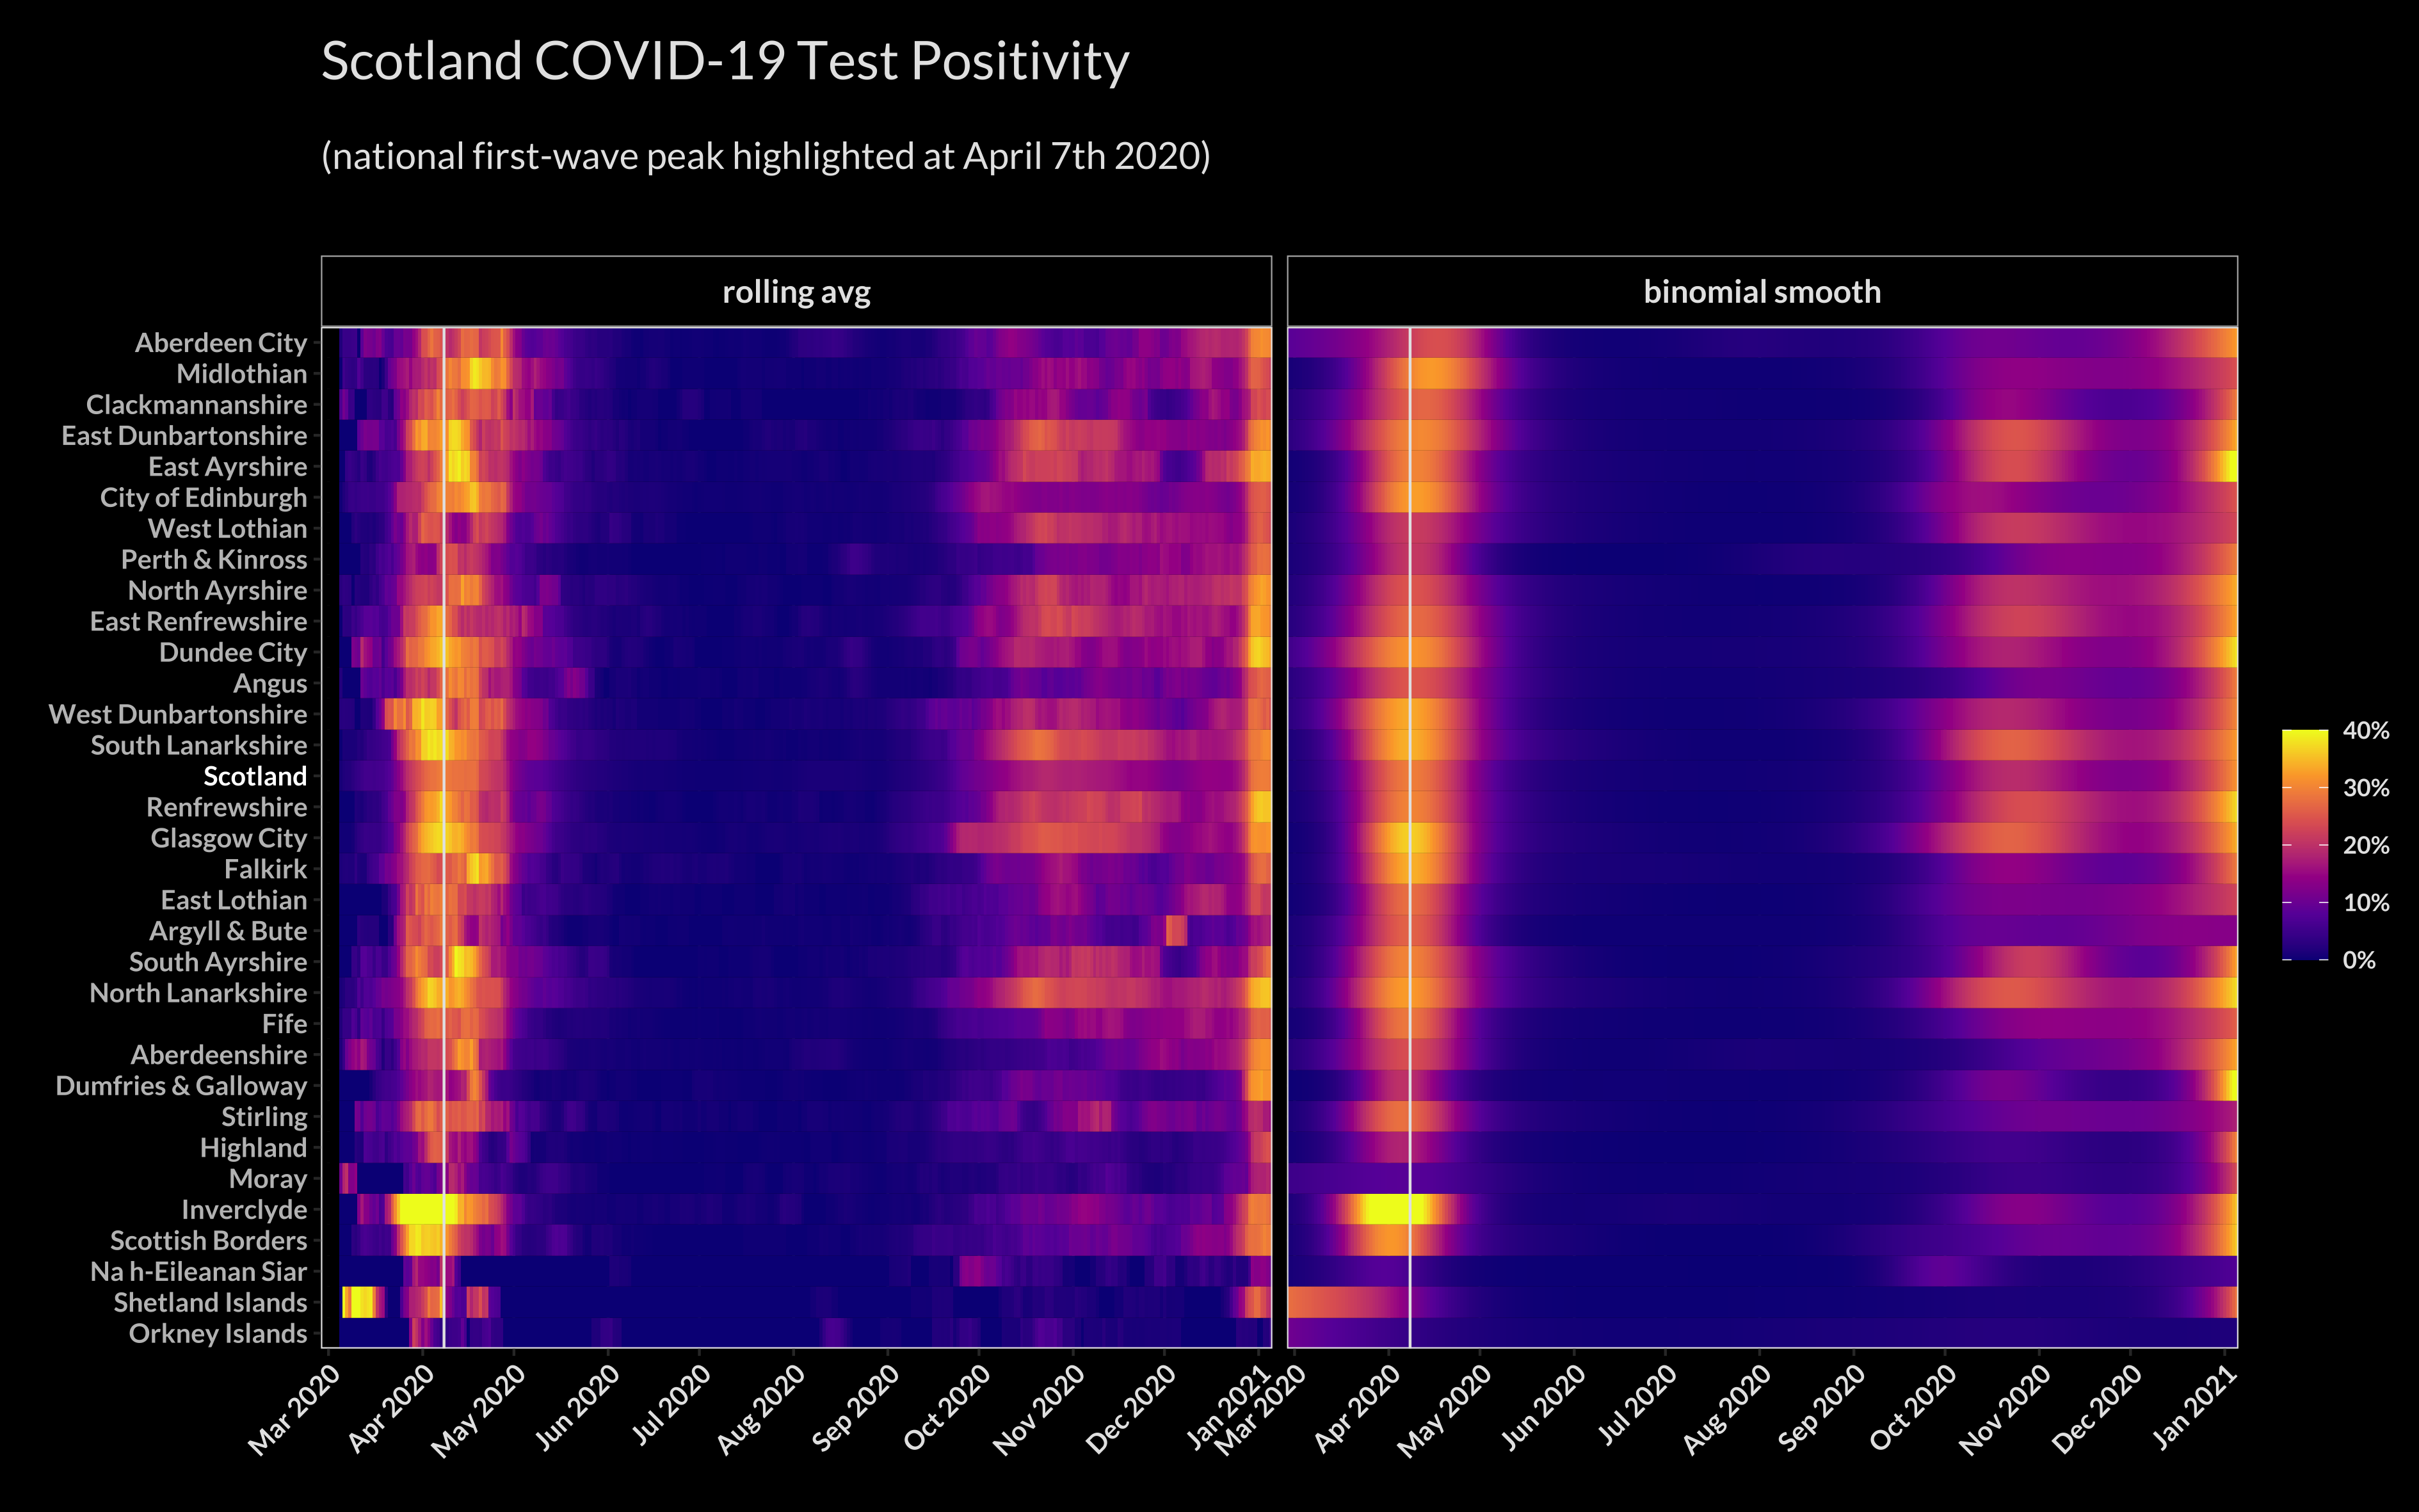 Scotland COVID-19 Test Positivity
(national first-wave peak highlighted at April 7th 2020)
rolling avg
binomial smooth
Aberdeen City
Midlothian
Clackmannanshire
East Dunbartonshire
East Ayrshire
City of Edinburgh
West Lothian
Perth & Kinross
North Ayrshire
East Renfrewshire
Dundee City
Angus
West Dunbartonshire
South Lanarkshire
Scotland
Renfrewshire
Glasgow City
Falkirk
East Lothian
Argyll & Bute
South Ayrshire
North Lanarkshire
Fife
Aberdeenshire
Dumfries & Galloway
Stirling
Highland
Moray
Inverclyde
Scottish Borders
Na h-Eileanan Siar
Shetland Islands
Orkney Islands
Mar 2020
Apr 2020
May 2020
Jun 2020
Jul 2020
Aug 2020
Sep 2020
Oct 2020
Nov 2020
Dec 2020
Jan 2021
Mar 2020
Apr 2020
May 2020
Jun 2020
Jul 2020
Aug 2020
Sep 2020
Oct 2020
Nov 2020
Dec 2020
Jan 2021
40%
30%
20%
10%
0%